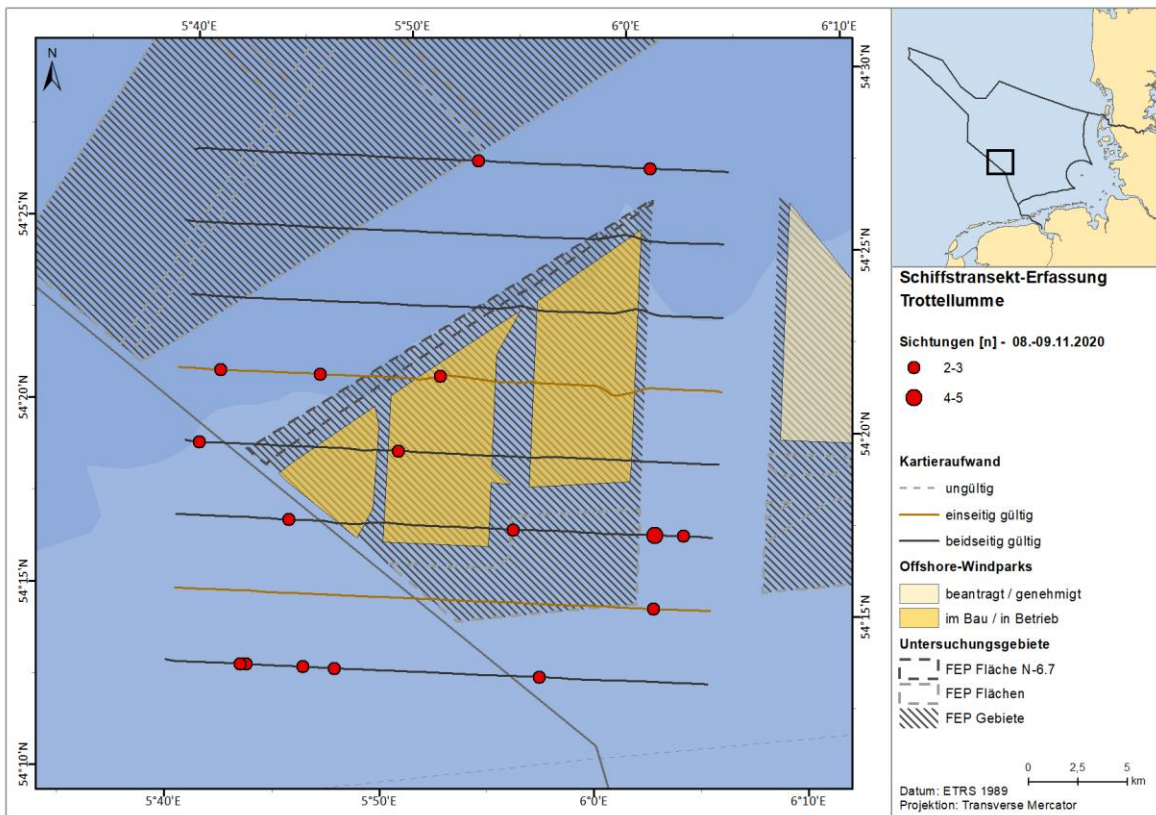 5°40'E 5°50'E 6°0'E 6°10'E
N
54°30'N
54°25'N
54°25'N
54°20'N
54°20'N
54°15'N
54°15'N
54°10'N
5°40'E 5°50'E 6°0'E 6°10'E
Schiffstransekt-Erfassung
Trottellumme
Sichtungen [n] - 08.-09.11.2020
2-3
4-5
Kartieraufwand
ungültig
einseitig gültig
beidseitig gültig
Offshore-Windparks
beantragt / genehmigt
im Bau / in Betrieb
Untersuchungsgebiete
FEP Fläche N-6.7
FEP Flächen
FEP Gebiete
0 2,5 5
km
Datum: ETRS 1989
Projektion: Transverse Mercator